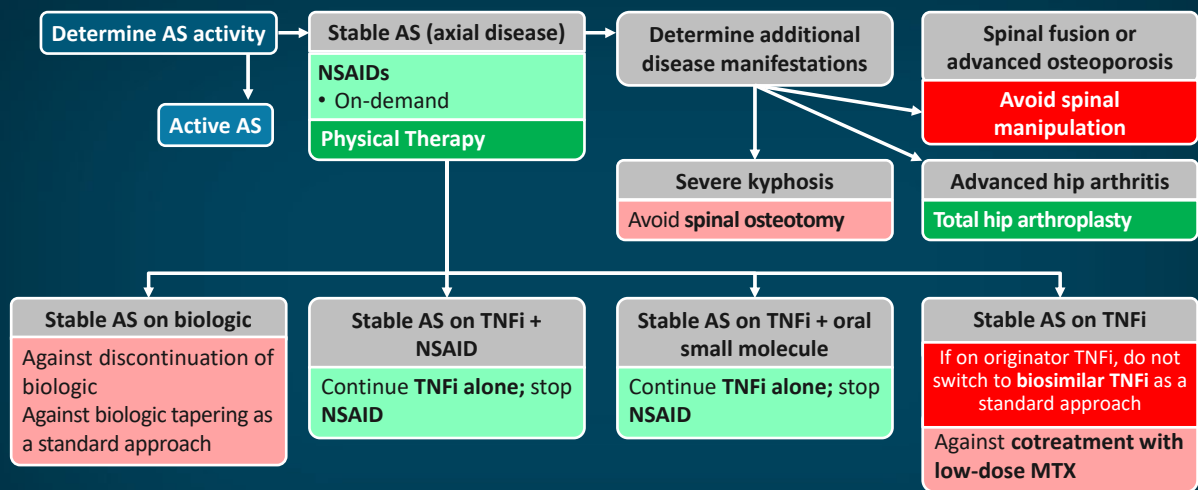 Determine AS activity
Active AS
Stable AS (axial disease)
NSAIDs
• On-demand
Physical Therapy
Determine additional
disease manifestations
Spinal fusion or
advanced osteoporosis
Avoid spinal
manipulation
Severe kyphosis
Avoid spinal osteotomy
Advanced hip arthritis
Total hip arthroplasty
Stable AS on biologic
Against discontinuation of
biologic
Against biologic tapering as
a standard approach
Stable AS on TNFi +
NSAID
Continue TNFi alone; stop
NSAID
Stable AS on TNFi + oral
small molecule
Continue TNFi alone; stop
NSAID
Stable AS on TNFi
If on originator TNFi, do not
switch to biosimilar TNFi as a
standard approach
Against cotreatment with
low-dose MTX